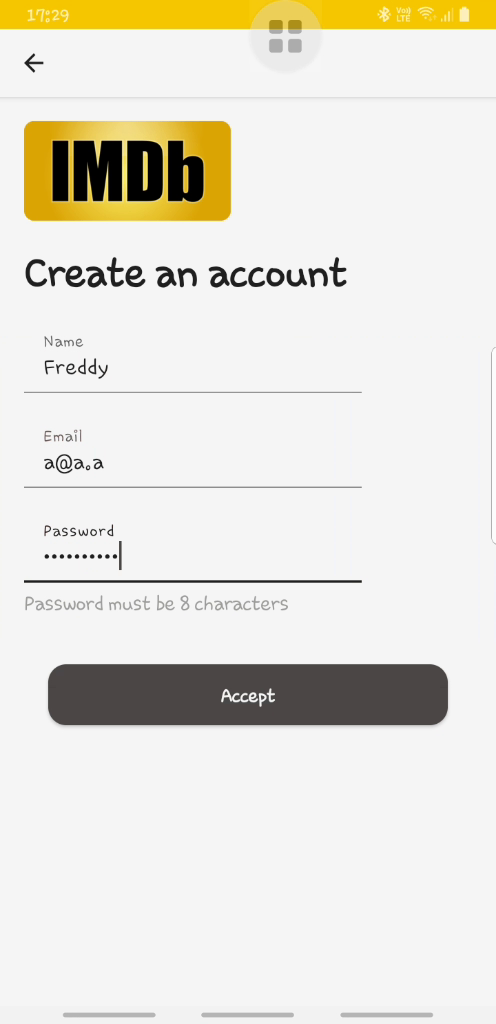 17:29
Vo)
LTE
IMDb
Create an account
Name
Freddy
Email
a@a.a
Password
••••••••••
Password must be 8 characters
Accept